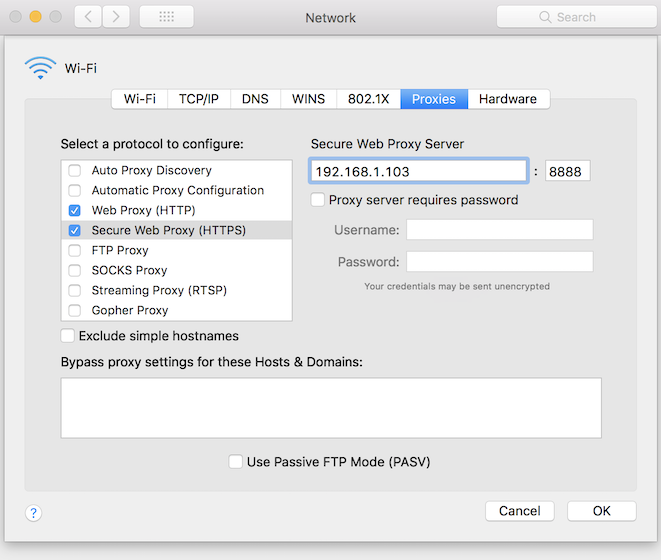 Network
Search
Wi-Fi
Wi-Fi TCP/IP DNS WINS 802.1X Proxies Hardware
Select a protocol to configure:
Auto Proxy Discovery
Automatic Proxy Configuration
Web Proxy (HTTP)
Secure Web Proxy (HTTPS)
FTP Proxy
SOCKS Proxy
Streaming Proxy (RTSP)
Gopher Proxy
Secure Web Proxy Server
192.168.1.103 : 8888
Proxy server requires password
Username:
Password:
Your credentials may be sent unencrypted
Exclude simple hostnames
Bypass proxy settings for these Hosts & Domains:
Use Passive FTP Mode (PASV)
?
Cancel OK